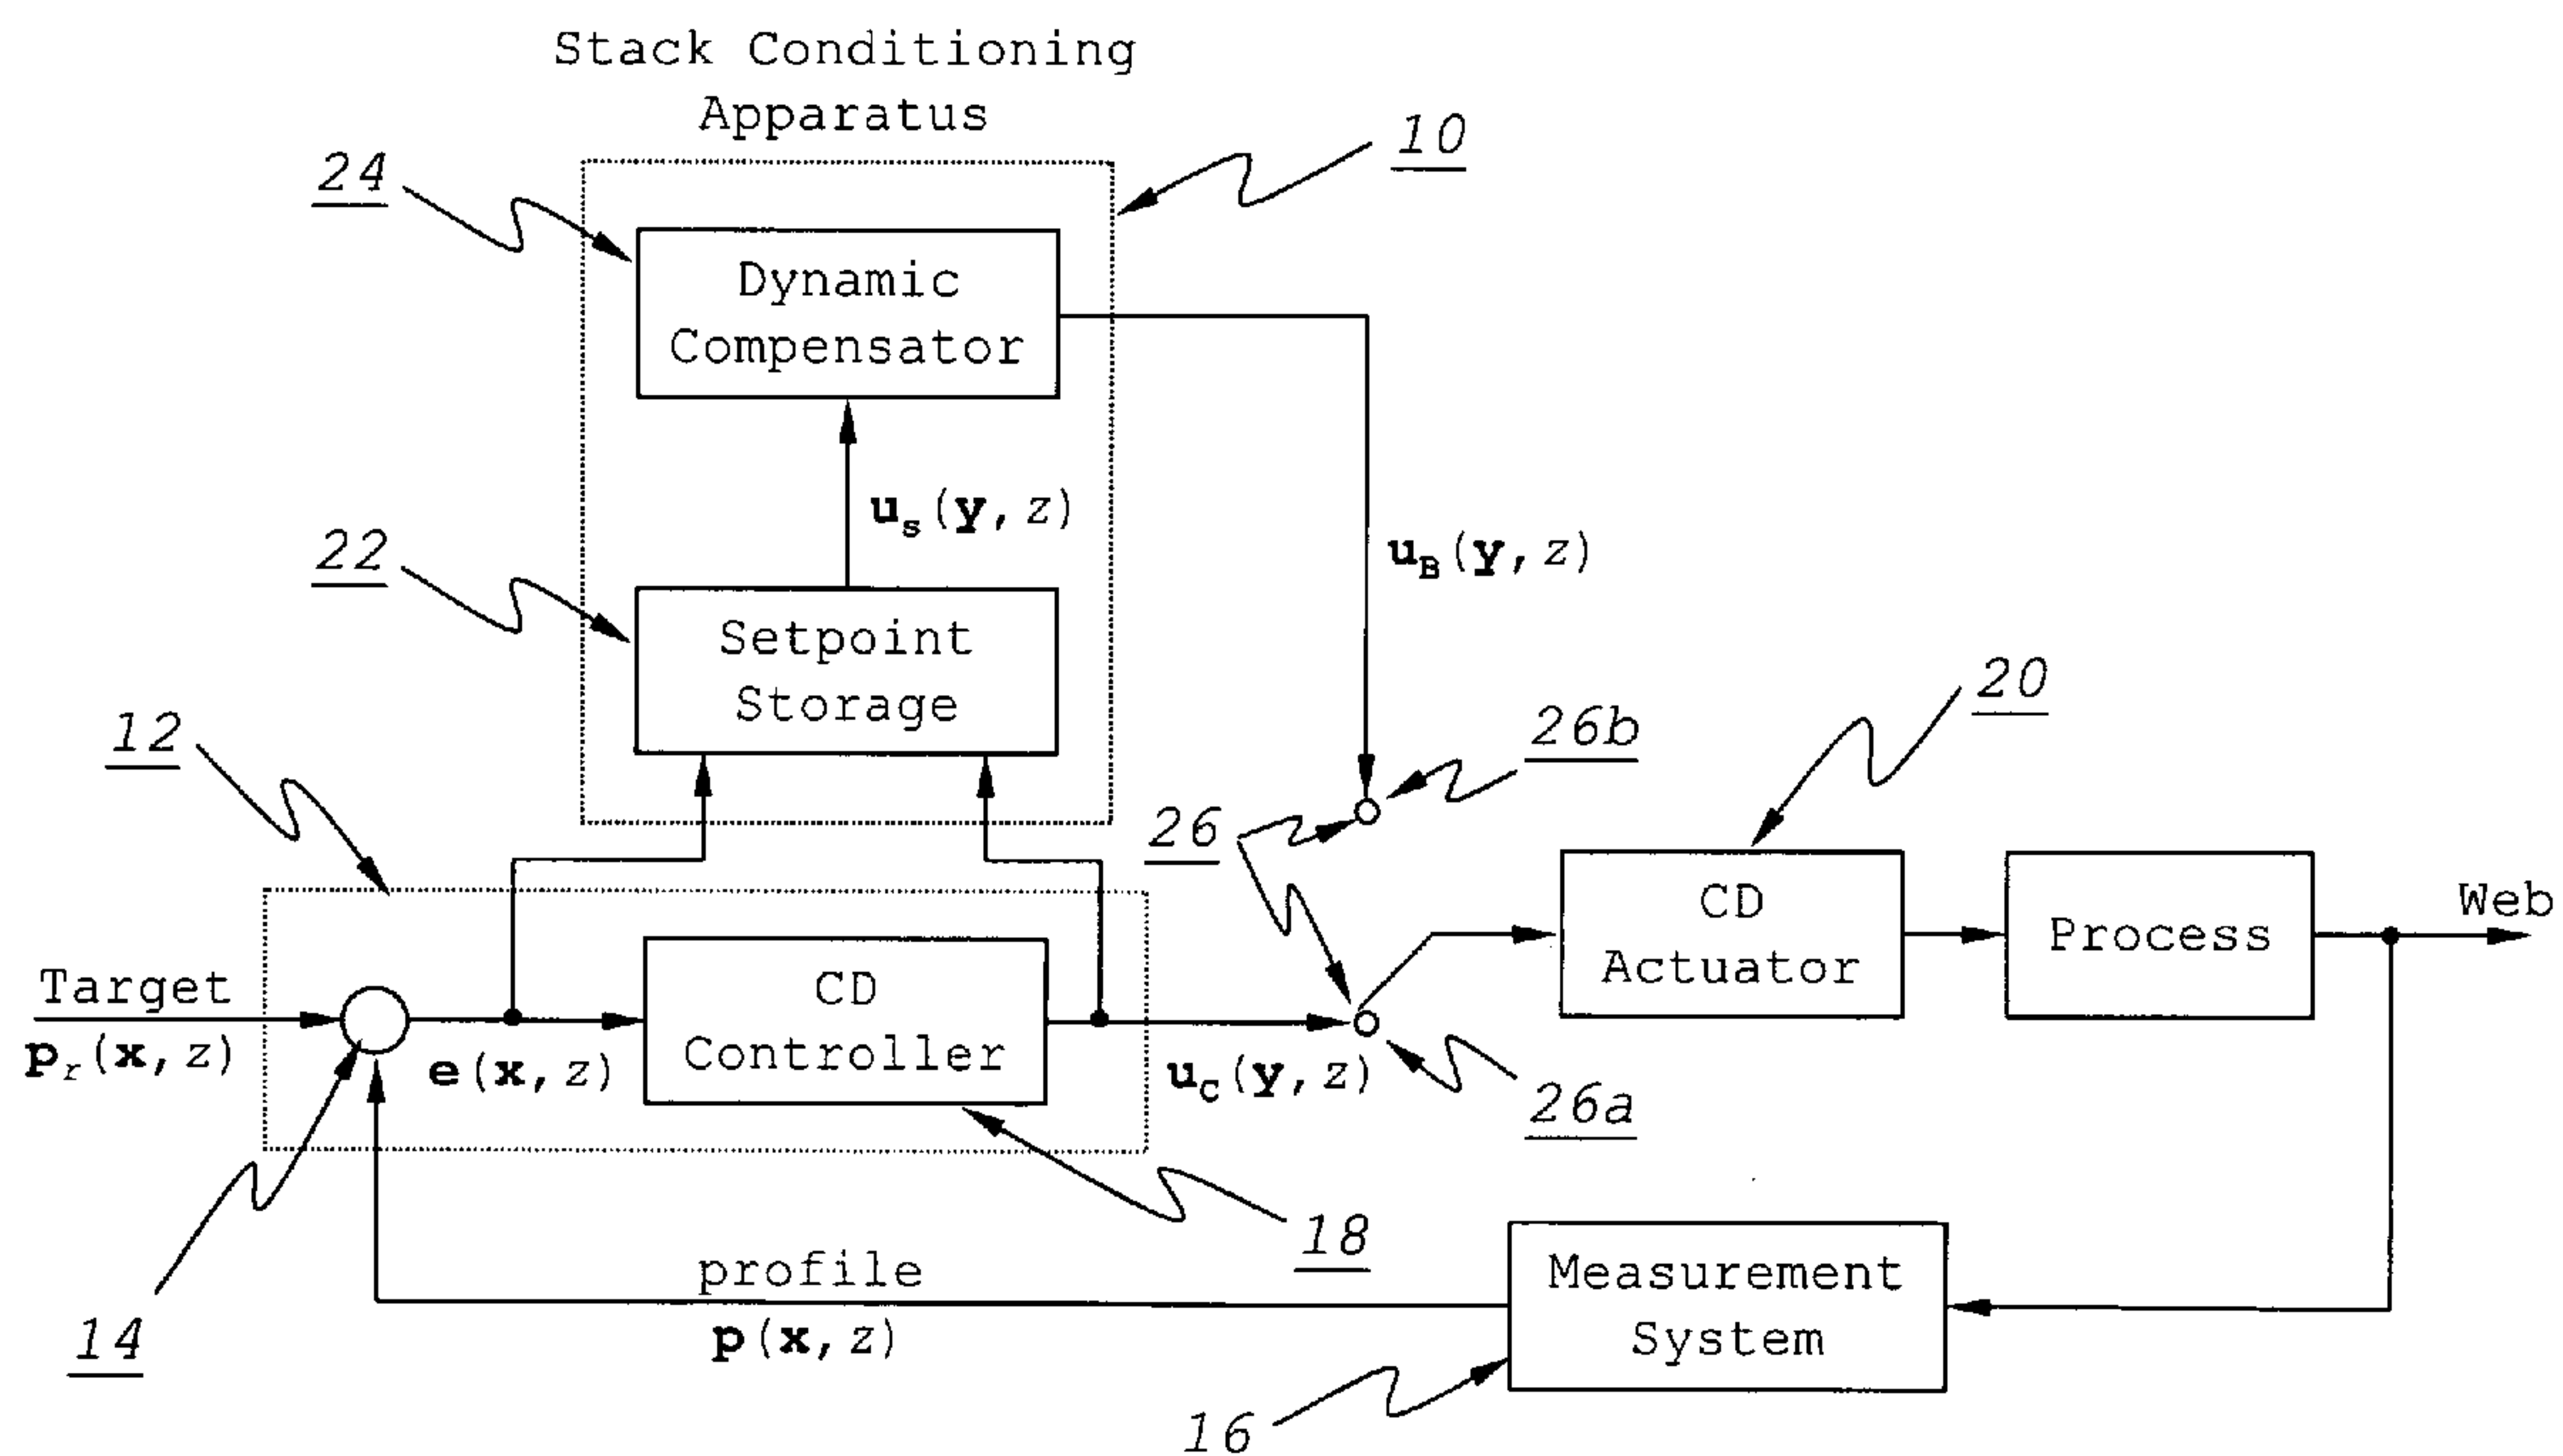 Stack Conditioning
Apparatus
10
24
Dynamic
Compensator
u_s(y,z)
22
u_B(y,z)
Setpoint
Storage
20
12
26b
26
CD
Actuator
Process
Web
Target
p_r(x,z)
e(x,z)
CD
Controller
u_C(y,z)
26a
18
profile
p(x,z)
Measurement
System
14
16